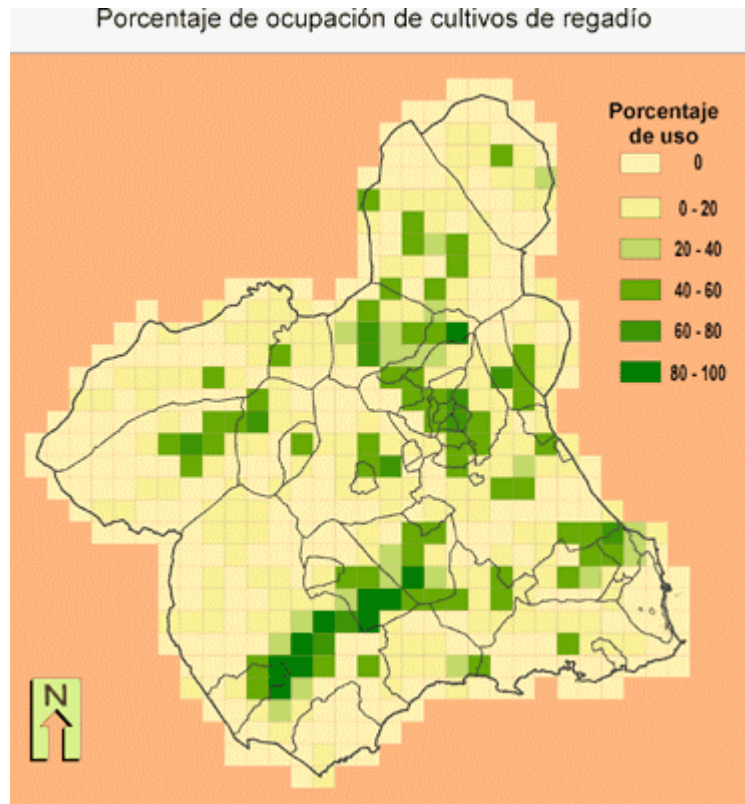 Porcentaje de ocupación de cultivos de regadío
Porcentaje
de uso
0
0 - 20
20 - 40
40 - 60
60 - 80
80 - 100
N